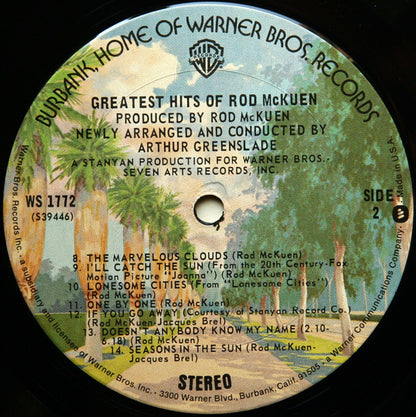 BURBANK, HOME OF WARNER BROS. RECORDS
GREATEST HITS OF ROD McKUEN
PRODUCED BY ROD McKUEN
NEWLY ARRANGED AND CONDUCTED BY
ARTHUR GREENSLADE
A STANYAN PRODUCTION FOR WARNER BROS.-
SEVEN ARTS RECORDS, INC.
WS 1772
(S39446)
SIDE
2
8. THE MARVELOUS CLOUDS (Rod McKuen)
9. I'LL CATCH THE SUN (From the 20th Century-Fox
Motion Picture "Joanna") (Rod McKuen)
10. LONESOME CITIES (From "Lonesome Cities")
(Rod McKuen)
11. ONE BY ONE (Rod McKuen)
12. IF YOU GO AWAY (Courtesy of Stanyan Record Co.)
(Rod McKuen-Jacques Brel)
13. DOESN'T ANYBODY KNOW MY NAME (2.10-
6.18) (Rod McKuen)
14. SEASONS IN THE SUN (Rod McKuen-
Jacques Brel)
STEREO
Warner Bros Records Inc. - a subsidiary and licensee of Warner Bros. Inc. - 3300 Warner Blvd., Burbank, Calif. 91505 - a Warner Communications Company. W Made in U.S.A.